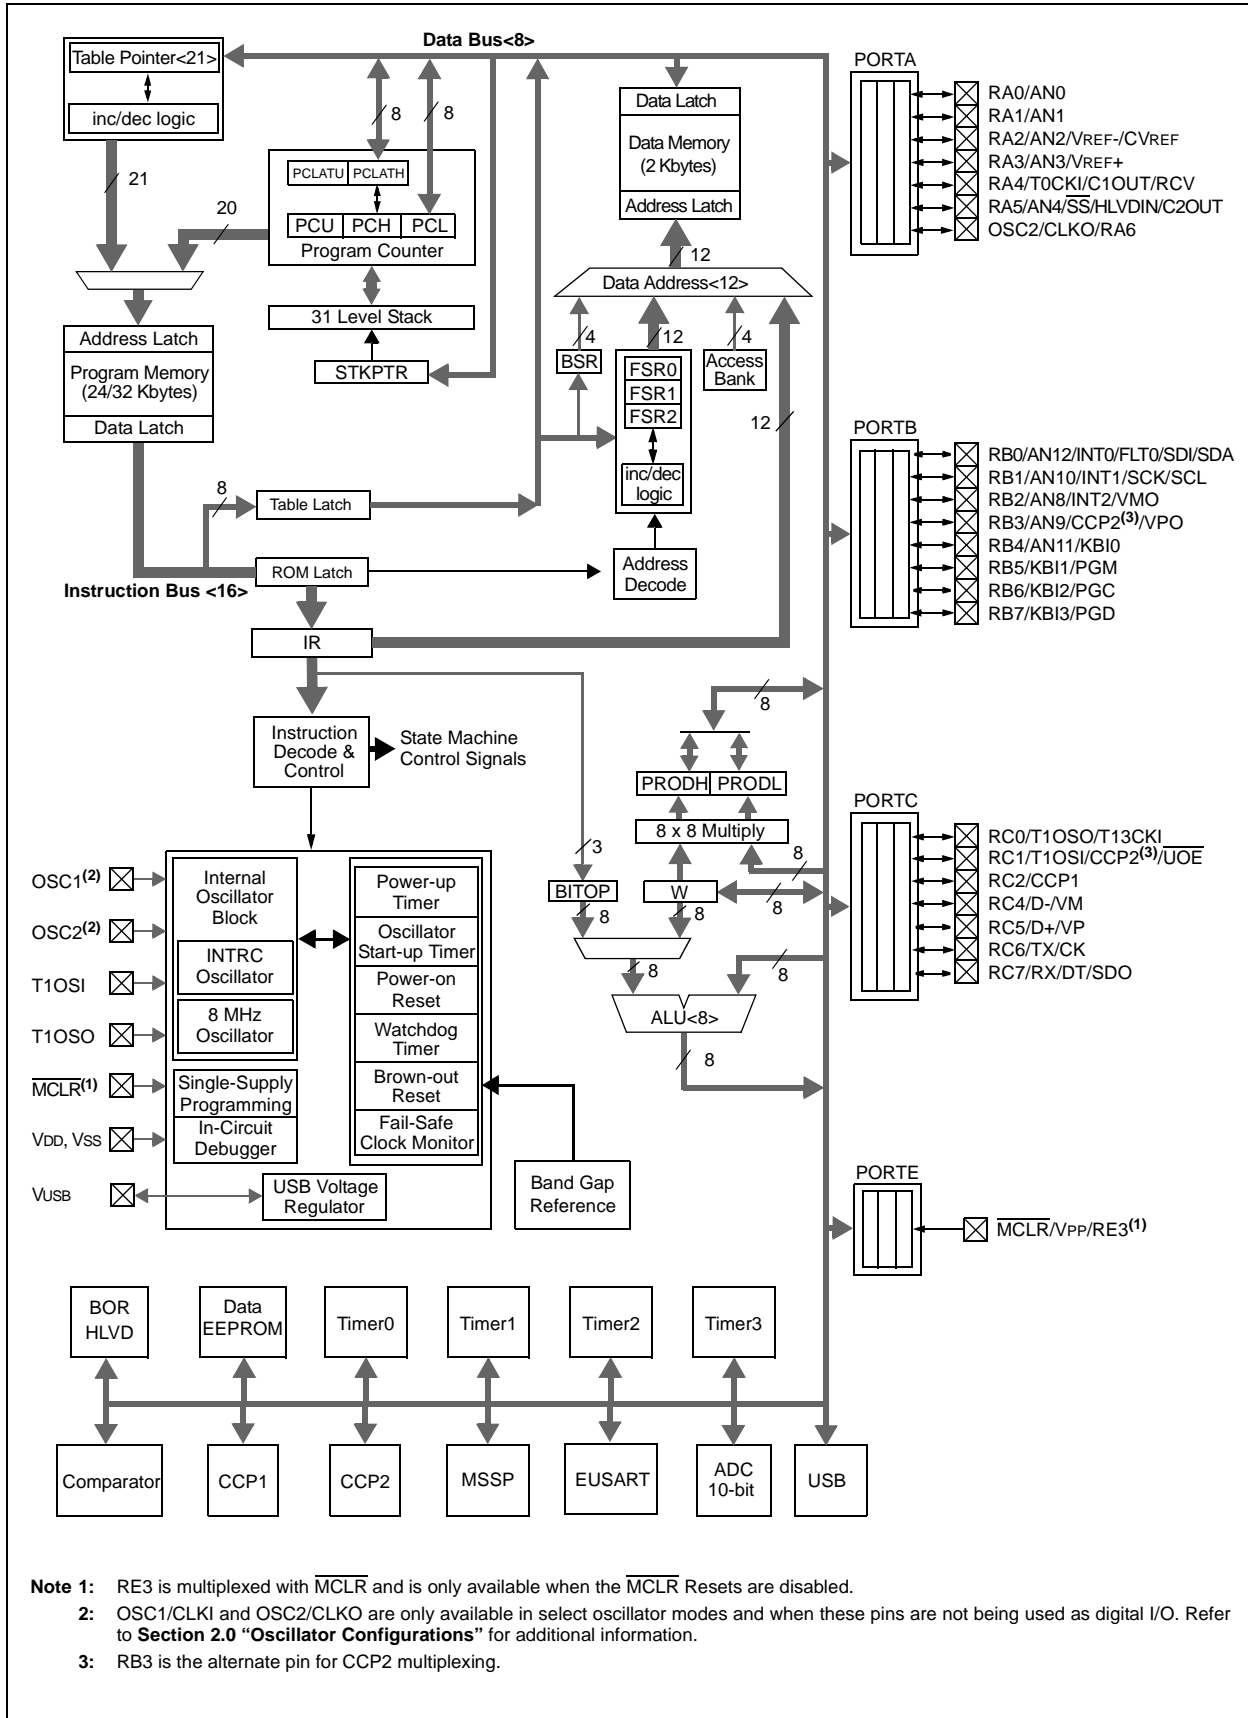 Data Bus<8>
Table Pointer<21>
inc/dec logic
21
20
8
8
PCLATU
PCLATH
PCU
PCH
PCL
Program Counter
31 Level Stack
STKPTR
Address Latch
Program Memory
(24/32 Kbytes)
Data Latch
8
Table Latch
ROM Latch
Instruction Bus <16>
IR
Data Latch
Data Memory
(2 Kbytes)
Address Latch
12
Data Address<12>
4
12
4
BSR
FSR0
FSR1
FSR2
inc/dec
logic
Access
Bank
12
Address
Decode
Instruction
Decode &
Control
State Machine
Control Signals
8
PRODH
PRODL
8 x 8 Multiply
3
8
BITOP
W
8
8
8
8
8
ALU<8>
8
OSC1(2)
OSC2(2)
T1OSI
T1OSO
MCLR(1)
VDD, VSS
VUSB
Internal
Oscillator
Block
INTRC
Oscillator
8 MHz
Oscillator
Single-Supply
Programming
In-Circuit
Debugger
USB Voltage
Regulator
Power-up
Timer
Oscillator
Start-up Timer
Power-on
Reset
Watchdog
Timer
Brown-out
Reset
Fail-Safe
Clock Monitor
Band Gap
Reference
PORTA
RA0/AN0
RA1/AN1
RA2/AN2/VREF-/CVREF
RA3/AN3/VREF+
RA4/T0CKI/C1OUT/RCV
RA5/AN4/SS/HLVDIN/C2OUT
OSC2/CLKO/RA6
PORTB
RB0/AN12/INT0/FLT0/SDI/SDA
RB1/AN10/INT1/SCK/SCL
RB2/AN8/INT2/VMO
RB3/AN9/CCP2(3)/VPO
RB4/AN11/KBI0
RB5/KBI1/PGM
RB6/KBI2/PGC
RB7/KBI3/PGD
PORTC
RC0/T1OSO/T13CKI
RC1/T1OSI/CCP2(3)/UOE
RC2/CCP1
RC4/D-/VM
RC5/D+/VP
RC6/TX/CK
RC7/RX/DT/SDO
PORTE
MCLR/VPP/RE3(1)
BOR
HLVD
Data
EEPROM
Timer0
Timer1
Timer2
Timer3
Comparator
CCP1
CCP2
MSSP
EUSART
ADC
10-bit
USB
Note 1: RE3 is multiplexed with MCLR and is only available when the MCLR Resets are disabled.
2: OSC1/CLKI and OSC2/CLKO are only available in select oscillator modes and when these pins are not being used as digital I/O. Refer
to Section 2.0 “Oscillator Configurations” for additional information.
3: RB3 is the alternate pin for CCP2 multiplexing.